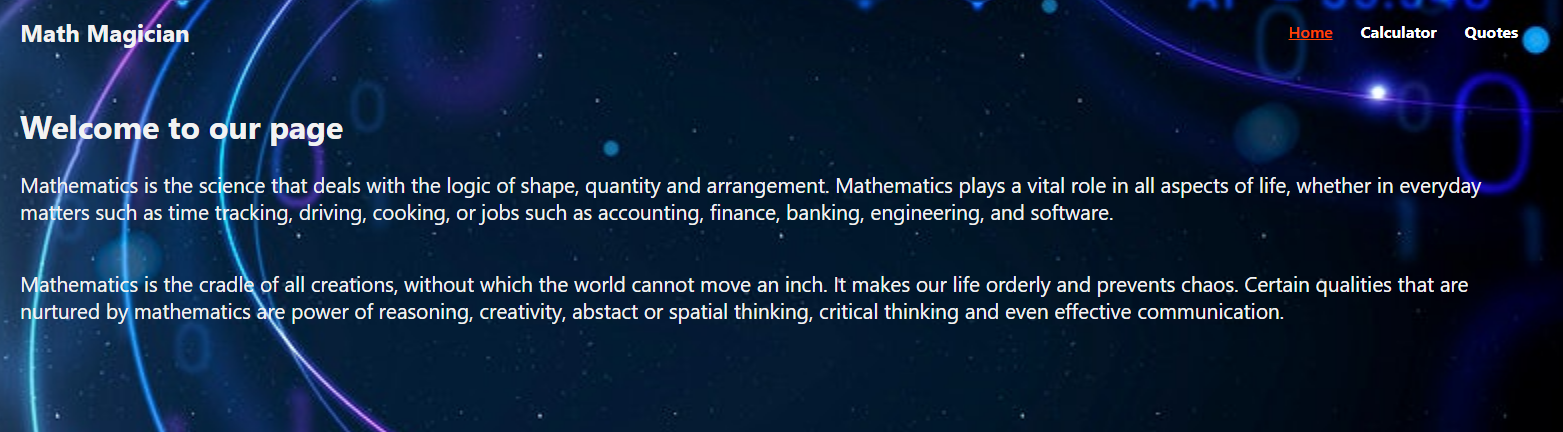 Math Magician
Home Calculator Quotes
Welcome to our page
Mathematics is the science that deals with the logic of shape, quantity and arrangement. Mathematics plays a vital role in all aspects of life, whether in everyday
matters such as time tracking, driving, cooking, or jobs such as accounting, finance, banking, engineering, and software.
Mathematics is the cradle of all creations, without which the world cannot move an inch. It makes our life orderly and prevents chaos. Certain qualities that are
nurtured by mathematics are power of reasoning, creativity, abstact or spatial thinking, critical thinking and even effective communication.